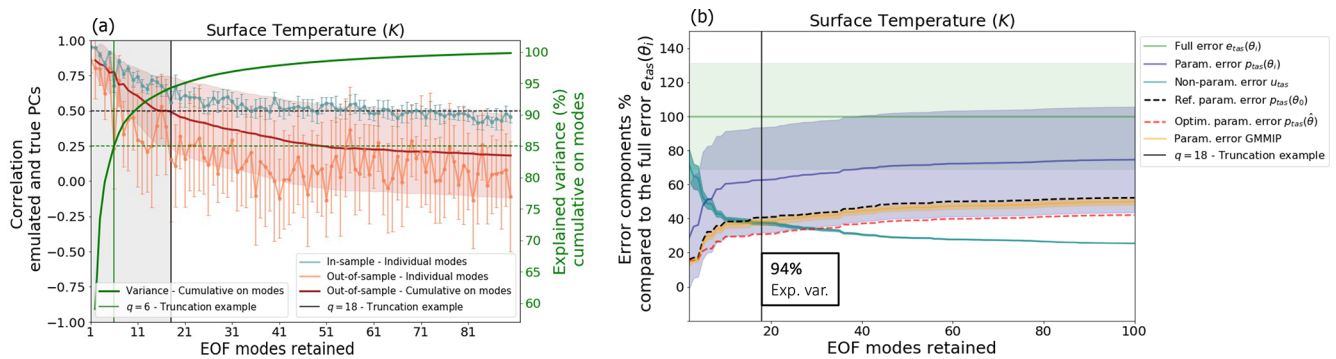 (a)
Surface Temperature (K)
Correlation
emulated and true PCs
1.00
0.75
0.50
0.25
0.00
−0.25
−0.50
−0.75
−1.00
1 11 21 31 41 51 61 71 81
EOF modes retained
100
95
90
85
80
75
70
65
60
Explained variance (%)
cumulative on modes
Variance - Cumulative on modes
q = 6 - Truncation example
In-sample - Individual modes
Out-of-sample - Individual modes
Out-of-sample - Cumulative on modes
q = 18 - Truncation example
(b)
Surface Temperature (K)
Error components %
compared to the full error e_tas(θ_i)
140
120
100
80
60
40
20
0
20 40 60 80 100
EOF modes retained
94%
Exp. var.
Full error e_tas(θ_i)
Param. error p_tas(θ_i)
Non-param. error u_tas
Ref. param. error p_tas(θ_0)
Optim. param. error p_tas(θ̂)
Param. error GMMIP
q = 18 - Truncation example